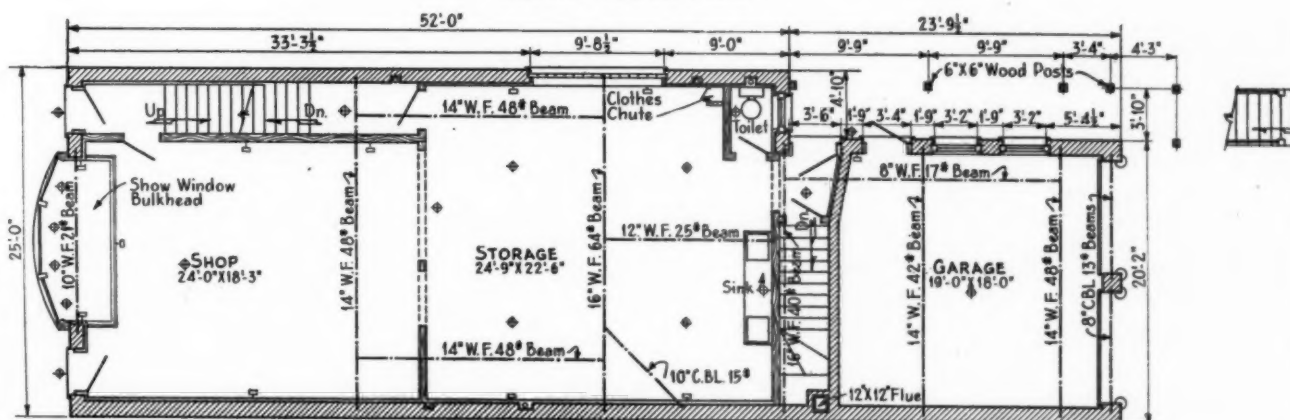 52'-0"
23'-9½"
33'-3½"
9'-8½"
9'-0"
9'-9"
9'-9"
3'-4"
4'-3"
6"X6" Wood Posts
25'-0"
Up
Dn.
14" W.F. 48# Beam
Clothes
Chute
Toilet
4'-10"
3'-6"
1'-9"
3'-4"
1'-9"
3'-2"
1'-9"
3'-2"
5'-4½"
3'-10"
Show Window
Bulkhead
10" W.F. 21# Beam
SHOP
24'-0"X18'-3"
14" W.F. 48# Beam
STORAGE
24'-9"X22'-6"
16" W.F. 64# Beam
12" W.F. 25# Beam
Sink
14" W.F. 48# Beam
10" C.BL. 15#
Dn.
16" W.F. 40# Beam
12"X12" Flue
8" W.F. 17# Beam
14" W.F. 42# Beam
GARAGE
19'-0"X18'-0"
14" W.F. 48# Beam
8" C.BL. 13# Beams
20'-2"